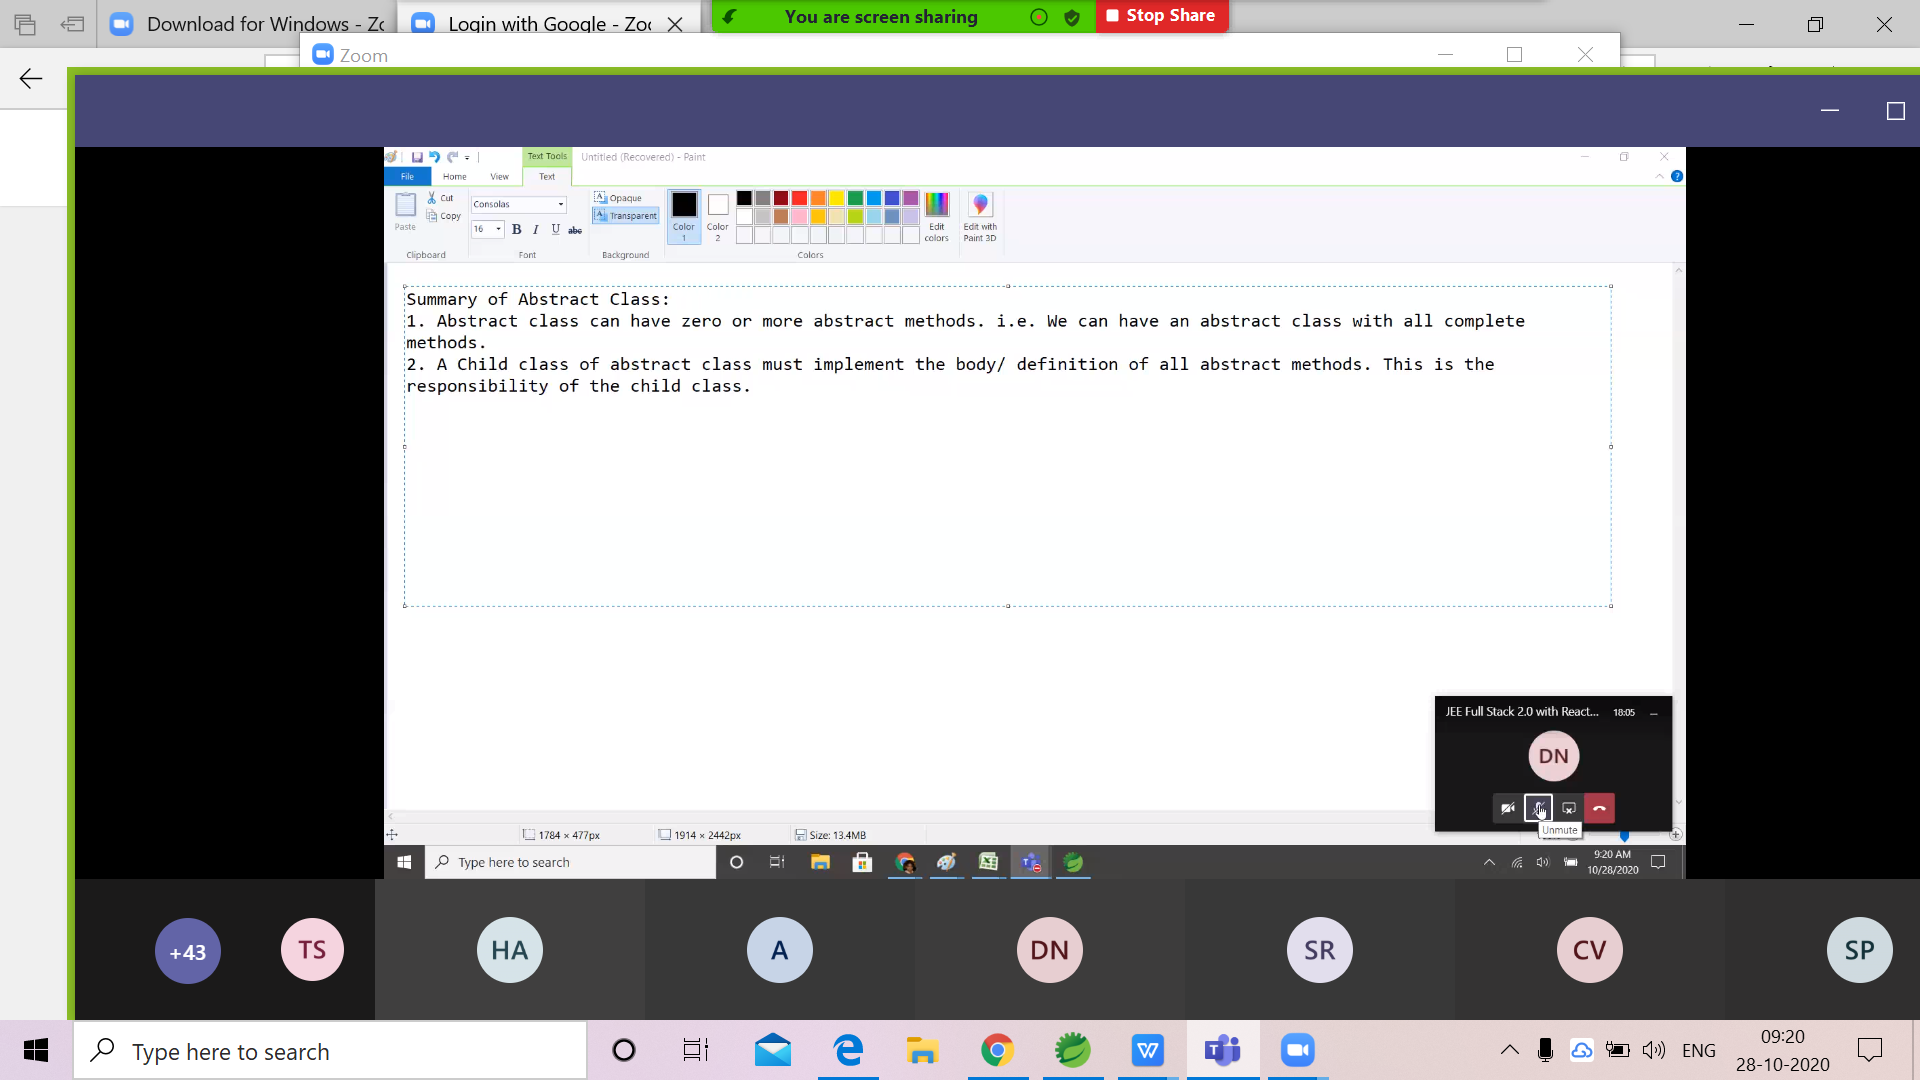 Download for Windows - Zo
Login with Google - Zoo
You are screen sharing
Stop Share
Zoom
Text Tools
Untitled (Recovered) - Paint
File
Home
View
Text
Paste
Cut
Copy
Clipboard
Consolas
16
B I U abc
Font
Opaque
Transparent
Background
Color 1
Color 2
Colors
Edit colors
Edit with Paint 3D
Summary of Abstract Class:
1. Abstract class can have zero or more abstract methods. i.e. We can have an abstract class with all complete
methods.
2. A Child class of abstract class must implement the body/ definition of all abstract methods. This is the
responsibility of the child class.
JEE Full Stack 2.0 with React... 18:05
DN
Unmute
1784 × 477px
1914 × 2442px
Size: 13.4MB
Type here to search
9:20 AM
10/28/2020
+43
TS
HA
A
DN
SR
CV
SP
Type here to search
ENG
09:20
28-10-2020